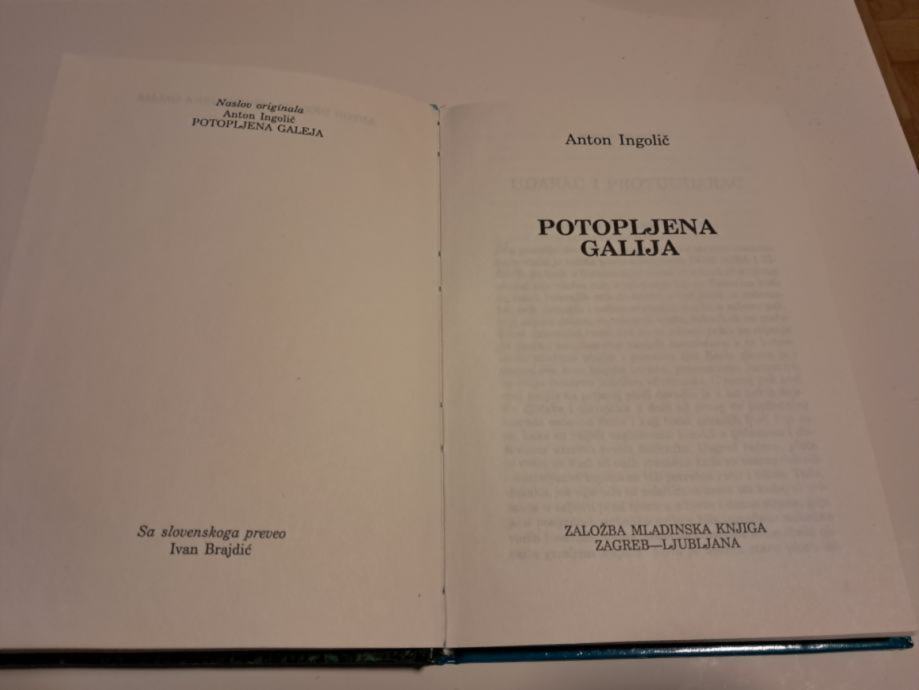 Naslov originala
Anton Ingolič
POTOPLJENA GALEJA
Sa slovenskoga preveo
Ivan Brajdić
Anton Ingolič
POTOPLJENA
GALIJA
ZALOŽBA MLADINSKA KNJIGA
ZAGREB—LJUBLJANA